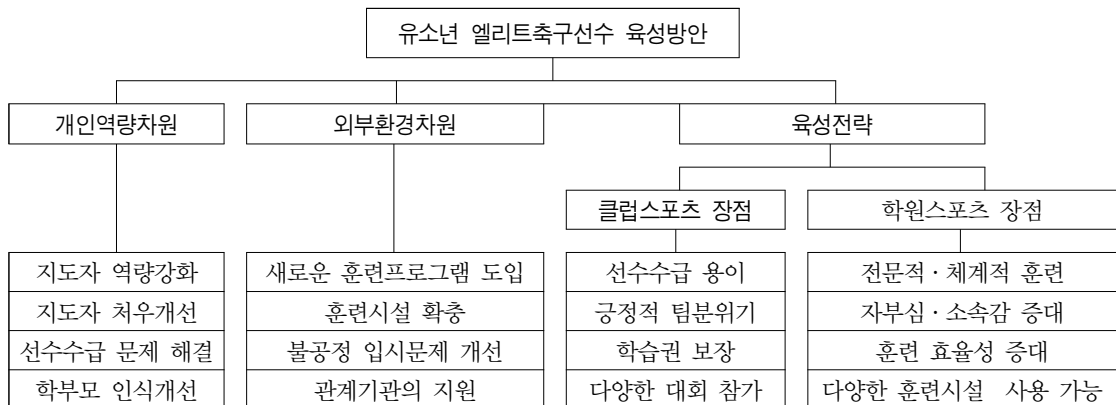 유소년 엘리트축구선수 육성방안
개인역량차원
외부환경차원
육성전략
클럽스포츠 장점
학원스포츠 장점
지도자 역량강화
지도자 처우개선
선수수급 문제 해결
학부모 인식개선
새로운 훈련프로그램 도입
훈련시설 확충
불공정 입시문제 개선
관계기관의 지원
선수수급 용이
긍정적 팀분위기
학습권 보장
다양한 대회 참가
전문적·체계적 훈련
자부심·소속감 증대
훈련 효율성 증대
다양한 훈련시설 사용 가능